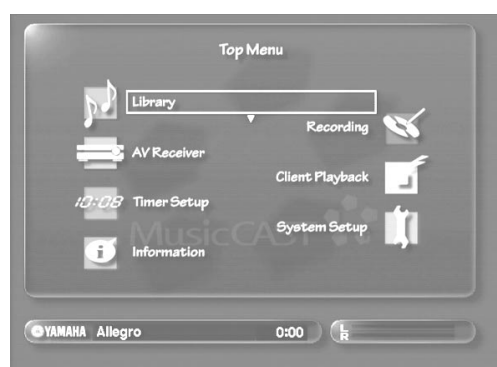 Top Menu
Library
Recording
AV Receiver
Client Playback
10:08 Timer Setup
System Setup
MusicCAST
i Information
YAMAHA Allegro 0:00 L
R